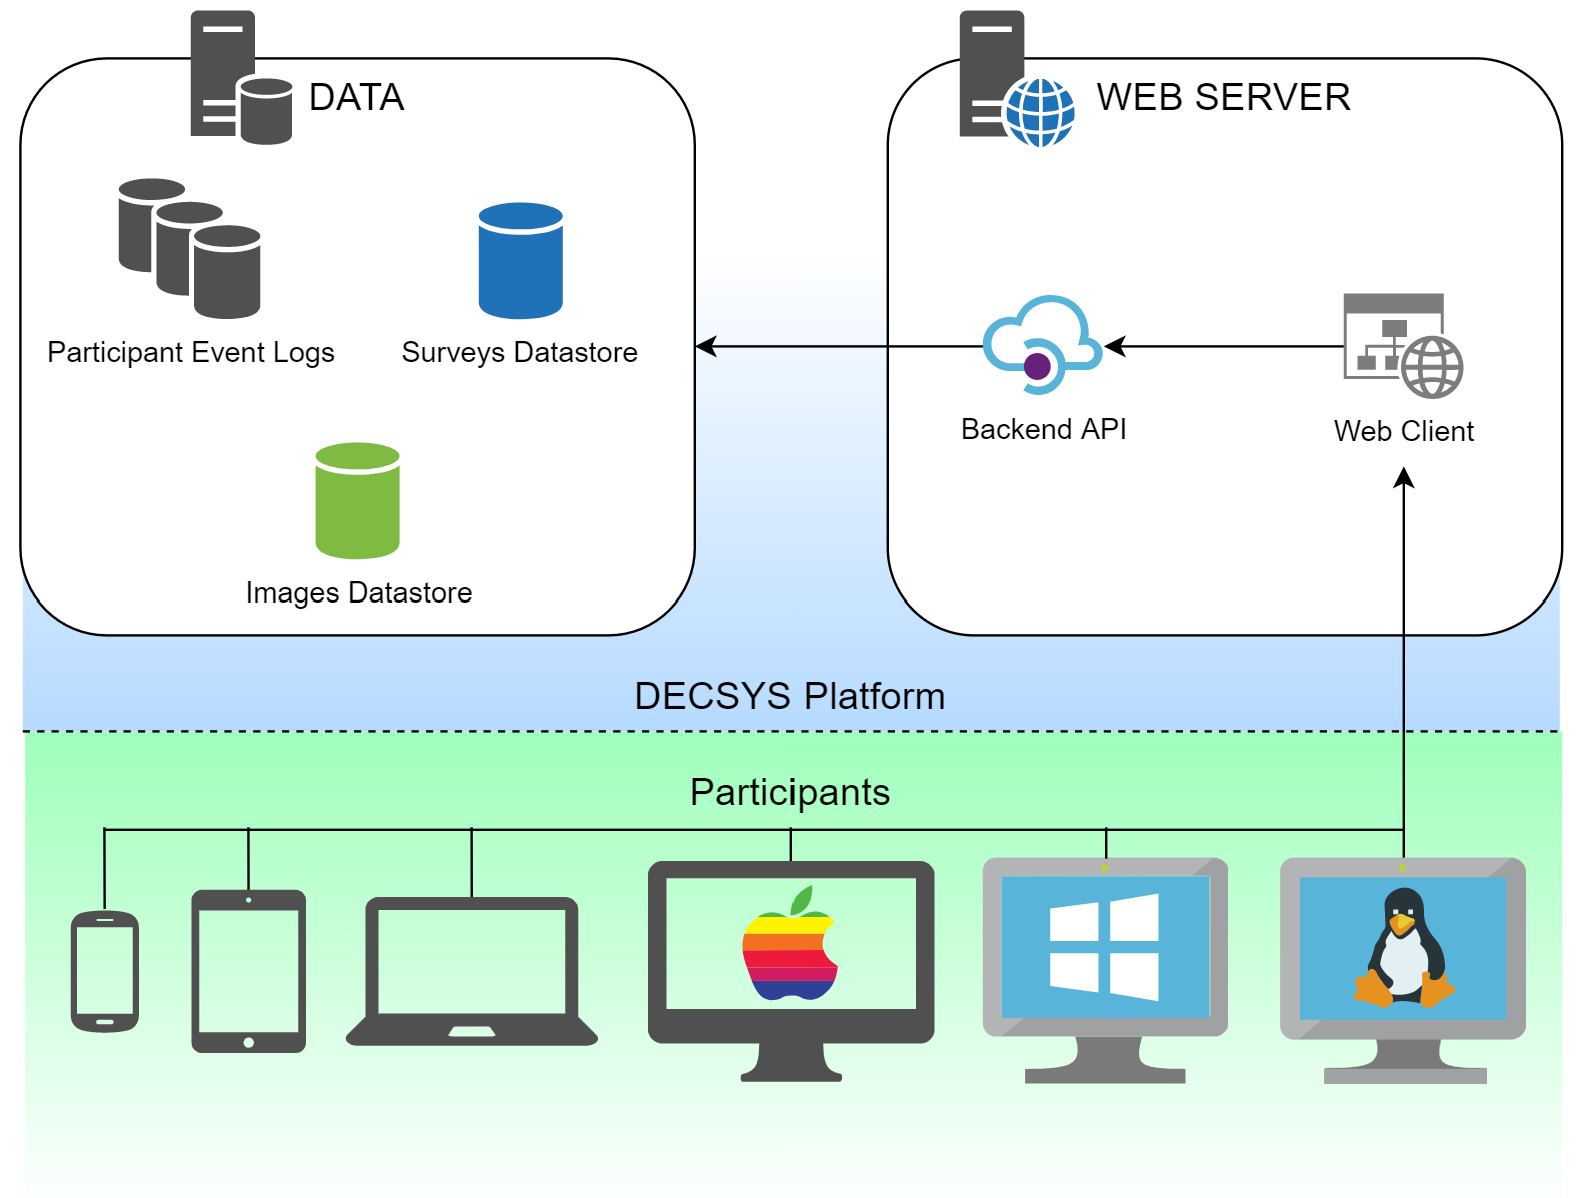 DATA
WEB SERVER
Participant Event Logs
Surveys Datastore
Backend API
Web Client
Images Datastore
DECSYS Platform
Participants